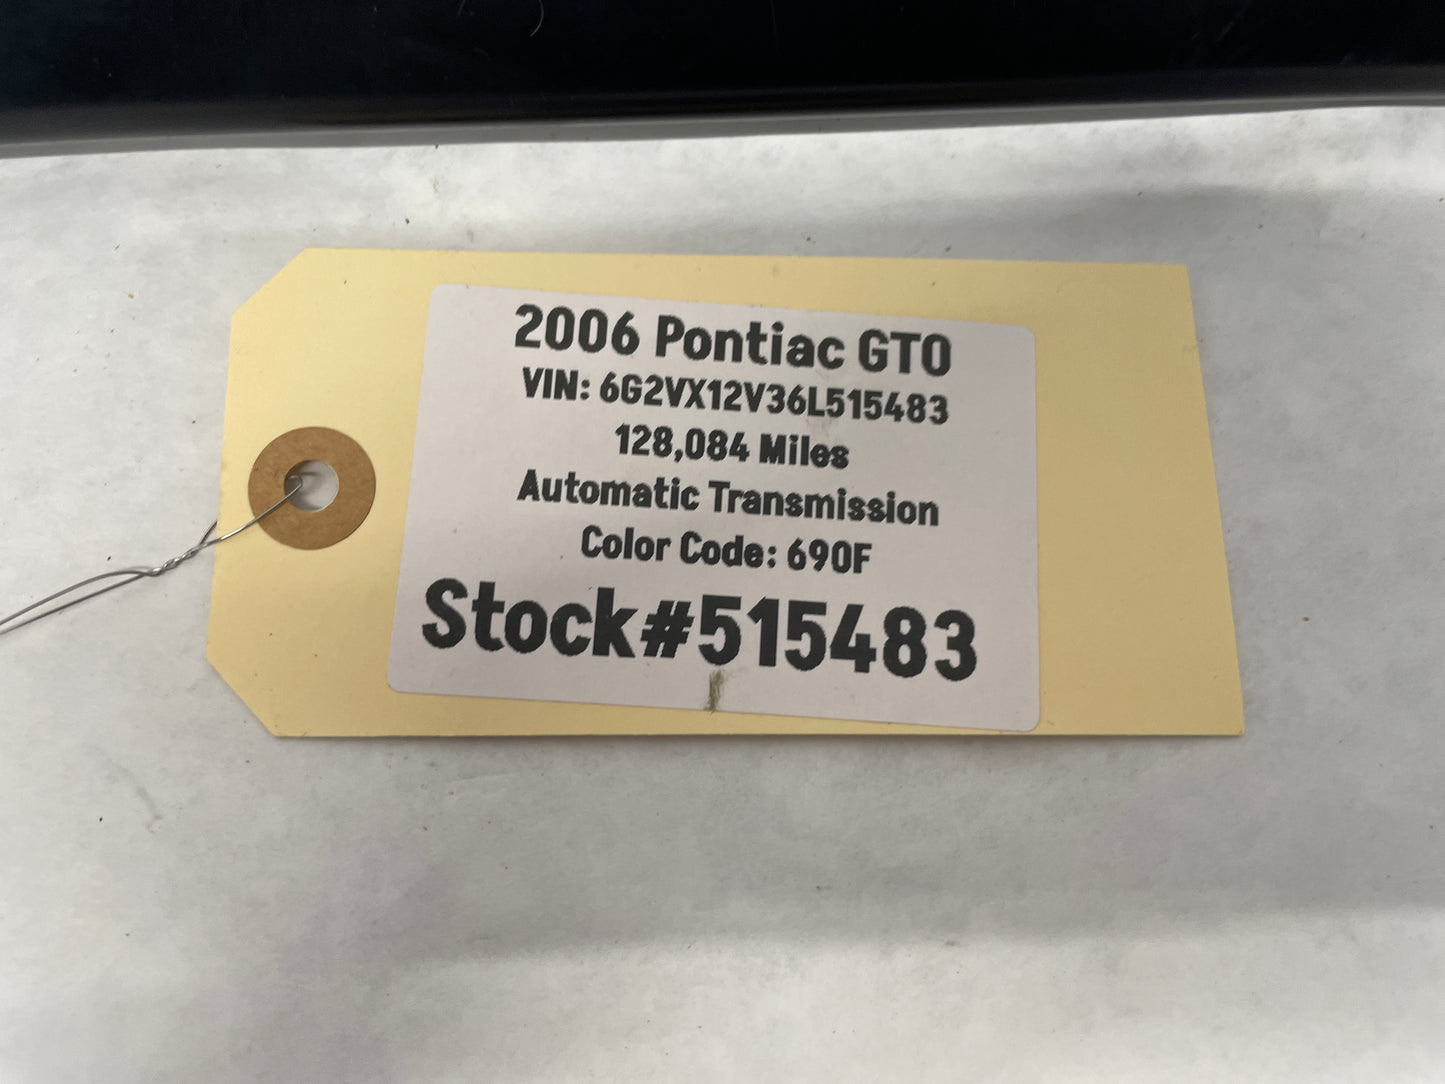 2006 Pontiac GTO
VIN: 6G2VX12V36L515483
128,084 Miles
Automatic Transmission
Color Code: 690F
Stock#515483